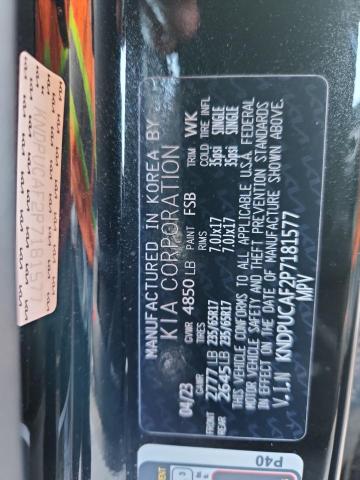 MANUFACTURED IN KOREA BY
KIA CORPORATION
04/23 GVWR 4850 LB PAINT FSB WK
GAWR TIRES RIMS COLD TIRE INFL
FRONT 2777 LB 235/65R17 7.0Jx17 35psi SINGLE
REAR 2645 LB 235/65R17 7.0Jx17 35psi SINGLE
THIS VEHICLE CONFORMS TO ALL APPLICABLE U.S.A. FEDERAL
MOTOR VEHICLE SAFETY AND THEFT PREVENTION STANDARDS
IN EFFECT ON THE DATE OF MANUFACTURE SHOWN ABOVE.
V.I.N KNDPUCAF2P7181577
MPV
KNDPUCAF2P7181577
P40